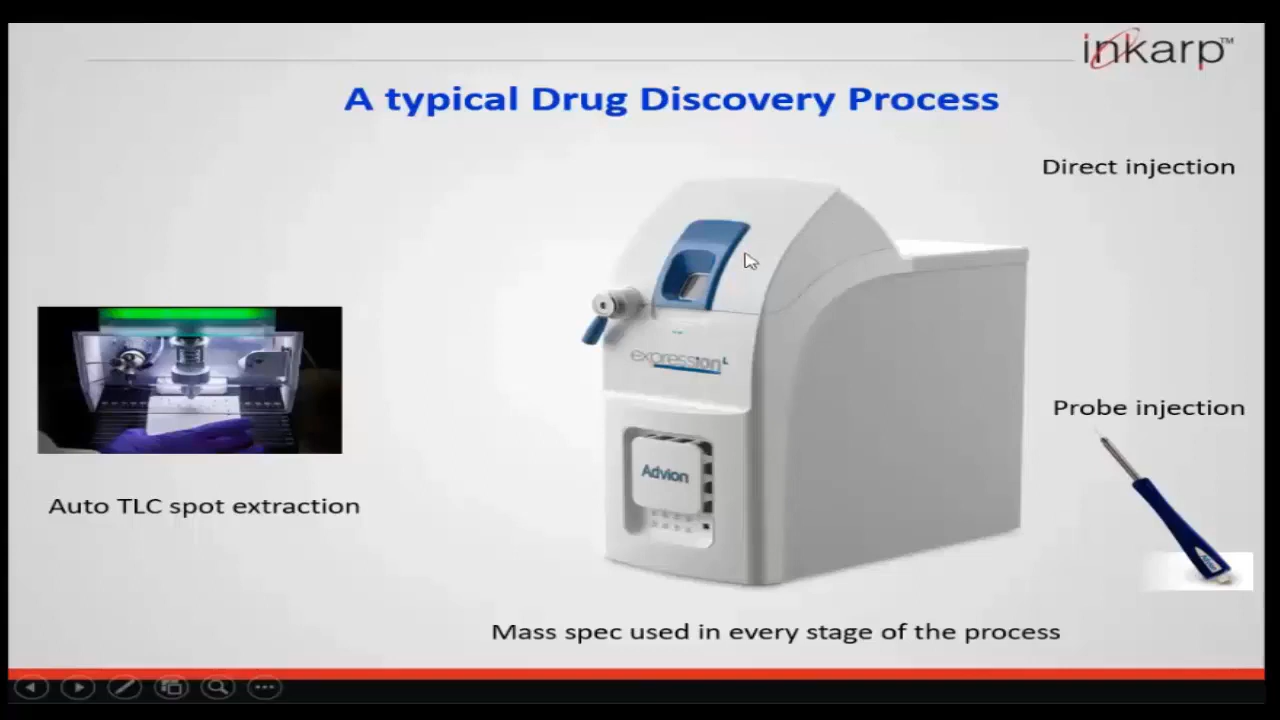 inkarp™
A typical Drug Discovery Process
Direct injection
expression L
Advion
Probe injection
Auto TLC spot extraction
Mass spec used in every stage of the process